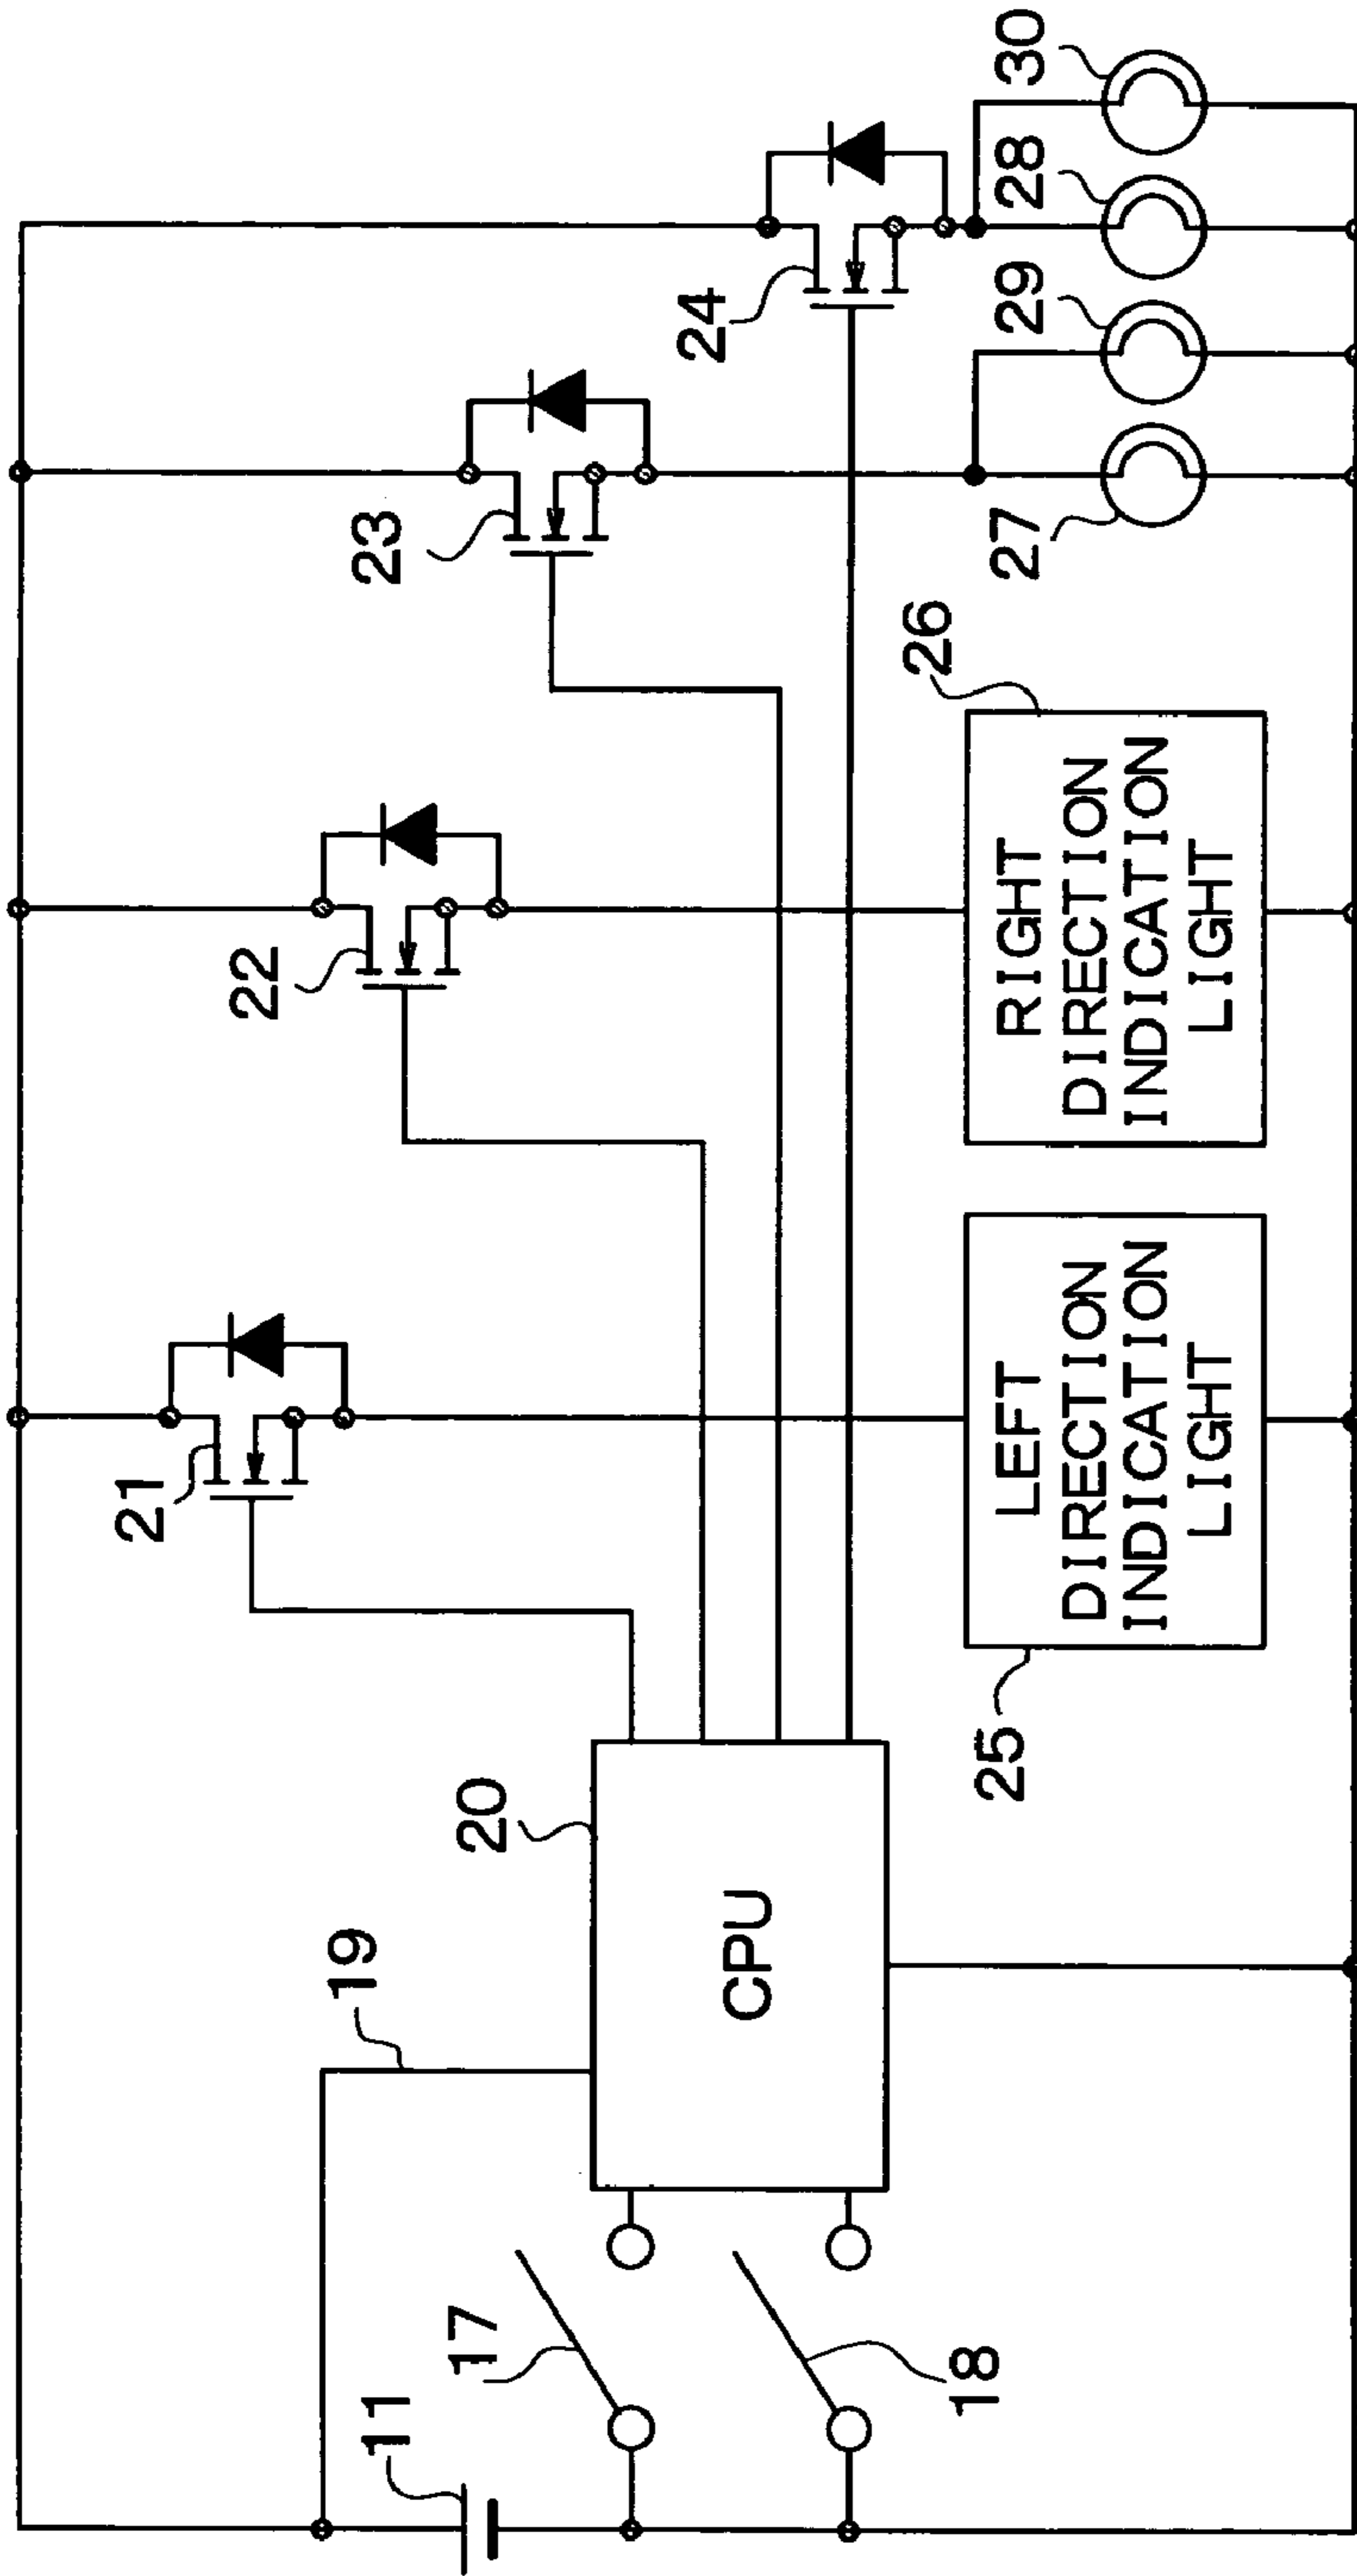 11
17
18
19
20
CPU
21
22
23
24
25
LEFT
DIRECTION
INDICATION
LIGHT
26
RIGHT
DIRECTION
INDICATION
LIGHT
27
29
28
30